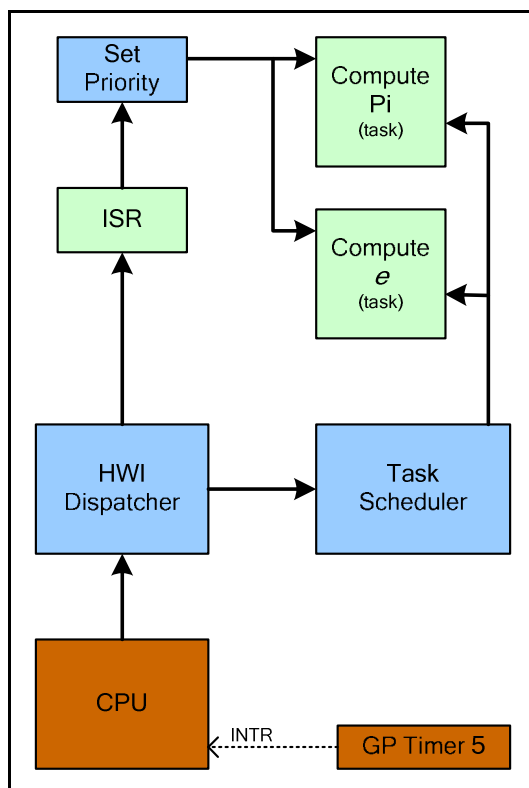 Set
Priority
Compute
Pi
(task)
ISR
Compute
e
(task)
HWI
Dispatcher
Task
Scheduler
CPU
INTR
GP Timer 5